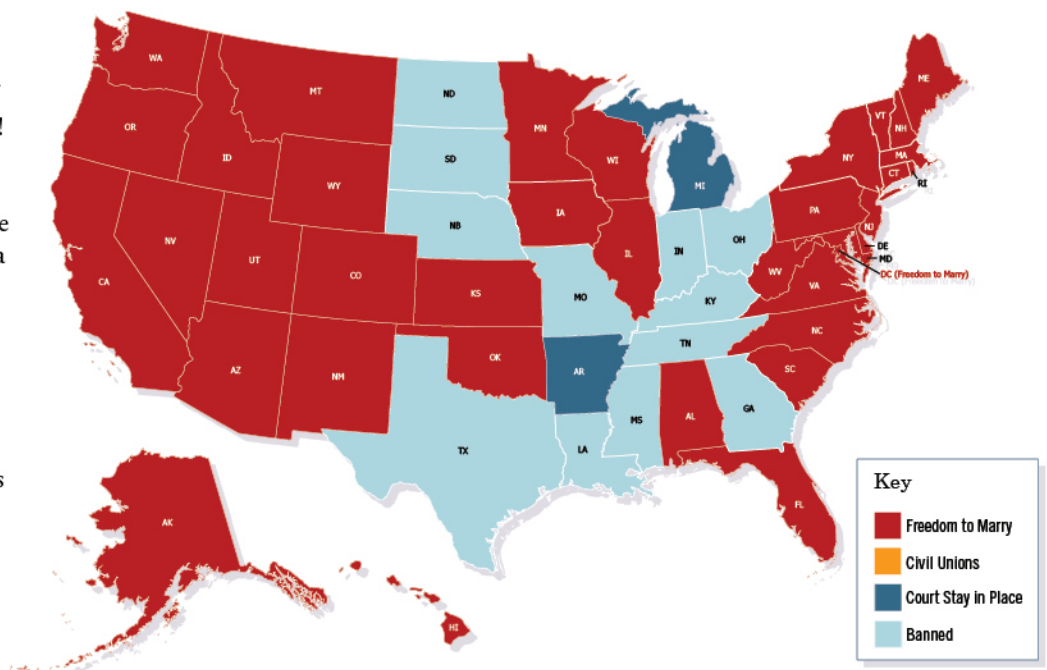 !
e
a
s
WA
OR
CA
NV
ID
MT
WY
UT
CO
AZ
NM
ND
SD
NB
KS
OK
TX
MN
IA
MO
AR
LA
WI
IL
MI
IN
OH
KY
TN
MS
AL
GA
FL
SC
NC
VA
WV
PA
NY
VT
NH
ME
MA
CT
RI
NJ
DE
MD
DC (Freedom to Marry)
AK
HI
Key
Freedom to Marry
Civil Unions
Court Stay in Place
Banned